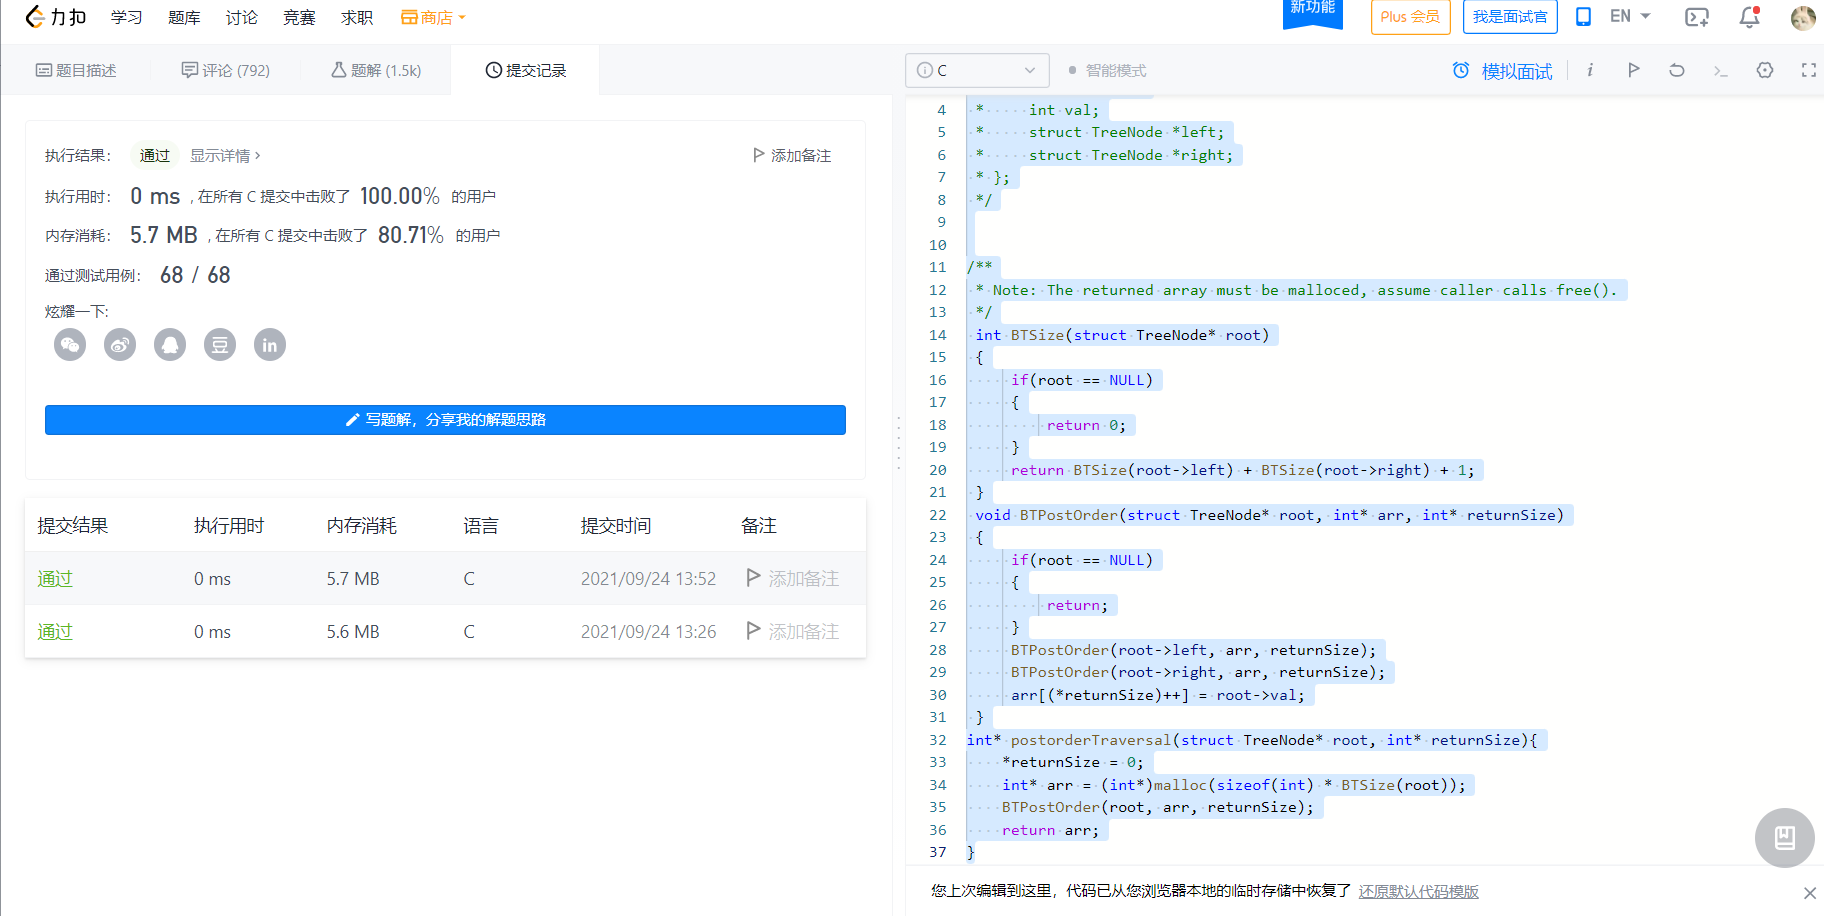 力扣 学习 题库 讨论 竞赛 求职 商店 新功能 Plus 会员 我是面试官 EN
题目描述 评论 (792) 题解 (1.5k) 提交记录
执行结果： 通过 显示详情 › 添加备注
执行用时： 0 ms , 在所有 C 提交中击败了 100.00% 的用户
内存消耗： 5.7 MB , 在所有 C 提交中击败了 80.71% 的用户
通过测试用例： 68 / 68
炫耀一下:
豆 in
写题解，分享我的解题思路
提交结果 执行用时 内存消耗 语言 提交时间 备注
通过 0 ms 5.7 MB C 2021/09/24 13:52 添加备注
通过 0 ms 5.6 MB C 2021/09/24 13:26 添加备注
C 智能模式 模拟面试 i
4 *     int val;
5 *     struct TreeNode *left;
6 *     struct TreeNode *right;
7 * };
8 */
9
10
11 /**
12 * Note: The returned array must be malloced, assume caller calls free().
13 */
14 int BTSize(struct TreeNode* root)
15 {
16     if(root == NULL)
17     {
18         return 0;
19     }
20     return BTSize(root->left) + BTSize(root->right) + 1;
21 }
22 void BTPostOrder(struct TreeNode* root, int* arr, int* returnSize)
23 {
24     if(root == NULL)
25     {
26         return;
27     }
28     BTPostOrder(root->left, arr, returnSize);
29     BTPostOrder(root->right, arr, returnSize);
30     arr[(*returnSize)++] = root->val;
31 }
32 int* postorderTraversal(struct TreeNode* root, int* returnSize){
33     *returnSize = 0;
34     int* arr = (int*)malloc(sizeof(int) * BTSize(root));
35     BTPostOrder(root, arr, returnSize);
36     return arr;
37 }
您上次编辑到这里，代码已从您浏览器本地的临时存储中恢复了 还原默认代码模版